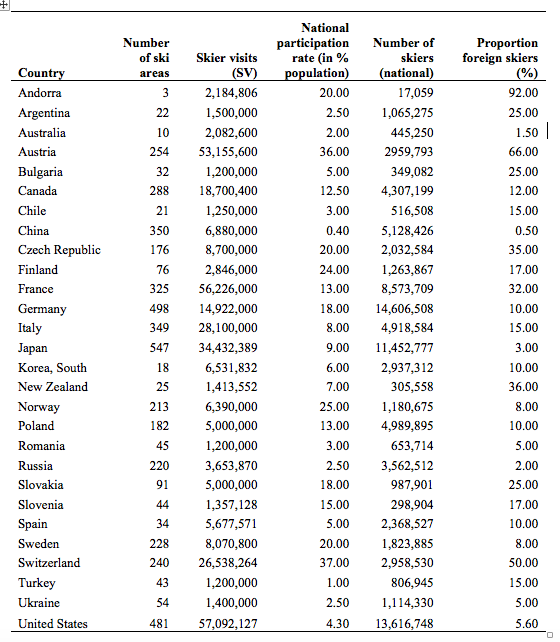 National
Number participation Number of Proportion
of ski Skier visits rate (in % skiers foreign skiers
Country areas (SV) population) (national) (%)
Andorra 3 2,184,806 20.00 17,059 92.00
Argentina 22 1,500,000 2.50 1,065,275 25.00
Australia 10 2,082,600 2.00 445,250 1.50
Austria 254 53,155,600 36.00 2959,793 66.00
Bulgaria 32 1,200,000 5.00 349,082 25.00
Canada 288 18,700,400 12.50 4,307,199 12.00
Chile 21 1,250,000 3.00 516,508 15.00
China 350 6,880,000 0.40 5,128,426 0.50
Czech Republic 176 8,700,000 20.00 2,032,584 35.00
Finland 76 2,846,000 24.00 1,263,867 17.00
France 325 56,226,000 13.00 8,573,709 32.00
Germany 498 14,922,000 18.00 14,606,508 10.00
Italy 349 28,100,000 8.00 4,918,584 15.00
Japan 547 34,432,389 9.00 11,452,777 3.00
Korea, South 18 6,531,832 6.00 2,937,312 10.00
New Zealand 25 1,413,552 7.00 305,558 36.00
Norway 213 6,390,000 25.00 1,180,675 8.00
Poland 182 5,000,000 13.00 4,989,895 10.00
Romania 45 1,200,000 3.00 653,714 5.00
Russia 220 3,653,870 2.50 3,562,512 2.00
Slovakia 91 5,000,000 18.00 987,901 25.00
Slovenia 44 1,357,128 15.00 298,904 17.00
Spain 34 5,677,571 5.00 2,368,527 10.00
Sweden 228 8,070,800 20.00 1,823,885 8.00
Switzerland 240 26,538,264 37.00 2,958,530 50.00
Turkey 43 1,200,000 1.00 806,945 15.00
Ukraine 54 1,400,000 2.50 1,114,330 5.00
United States 481 57,092,127 4.30 13,616,748 5.60